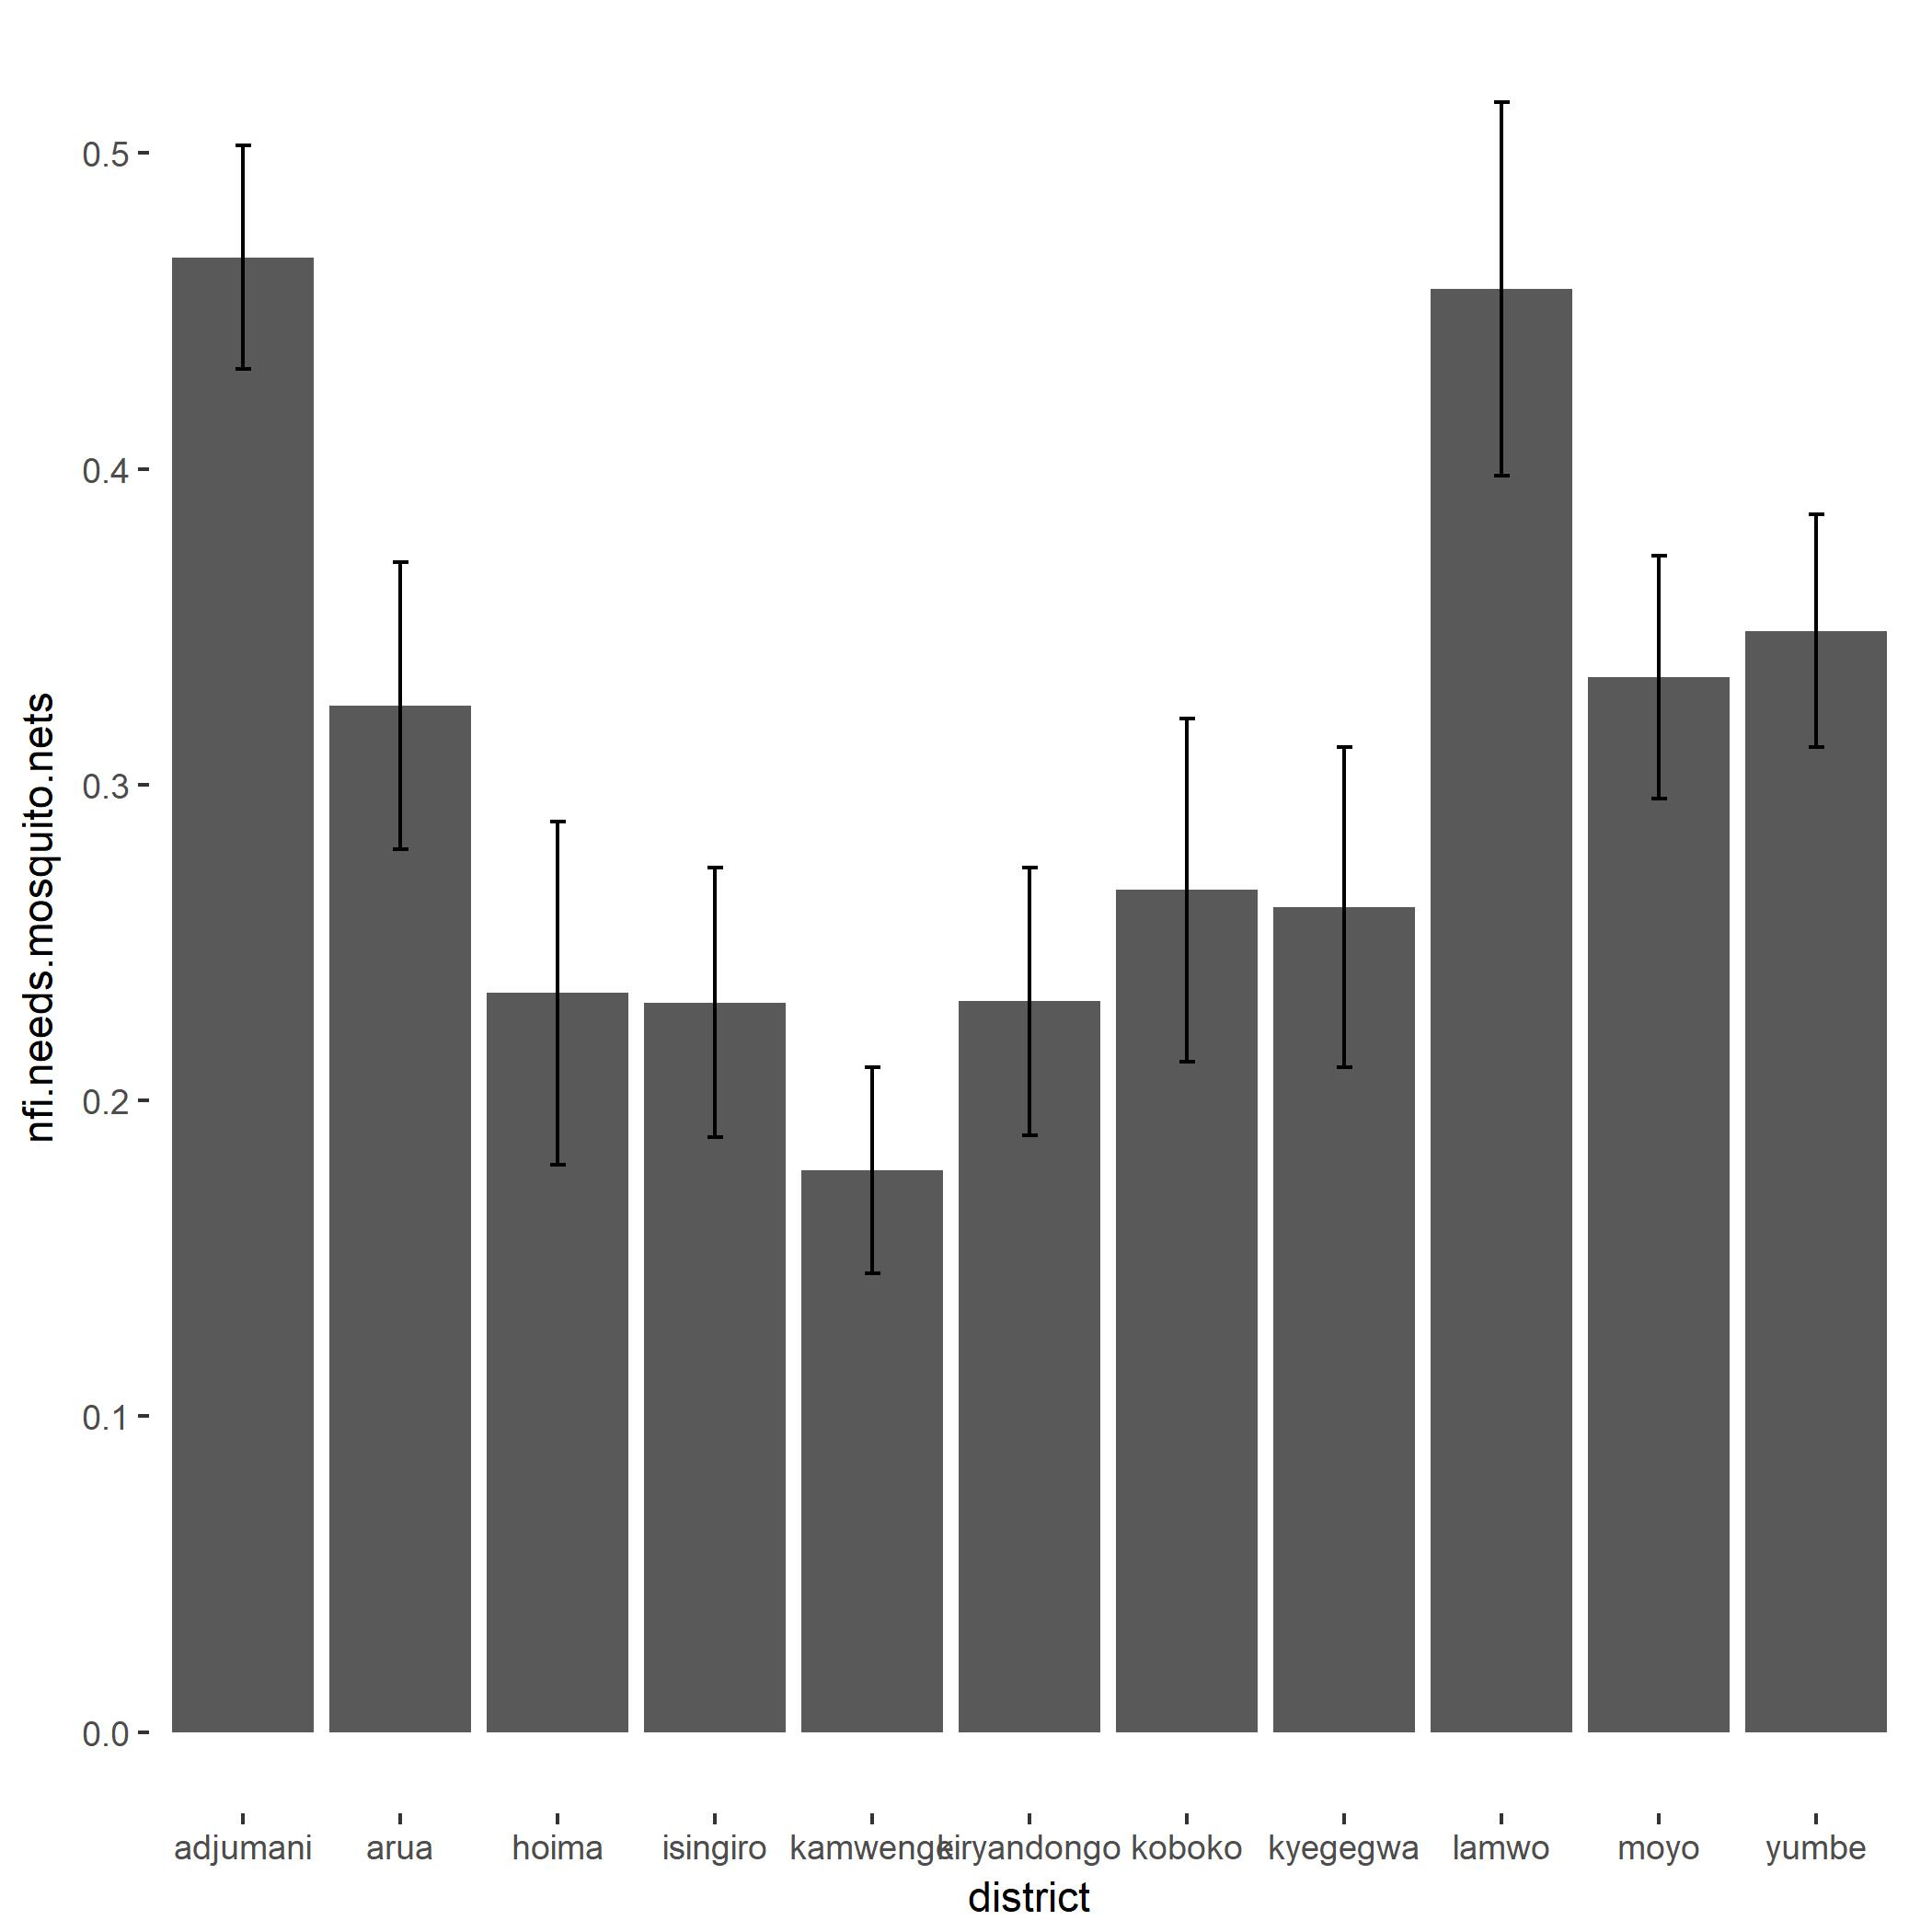 nfi.needs.mosquito.nets
0.5
0.4
0.3
0.2
0.1
0.0
adjumani arua hoima isingiro kamwenge kiryandongo koboko kyegegwa lamwo moyo yumbe
district